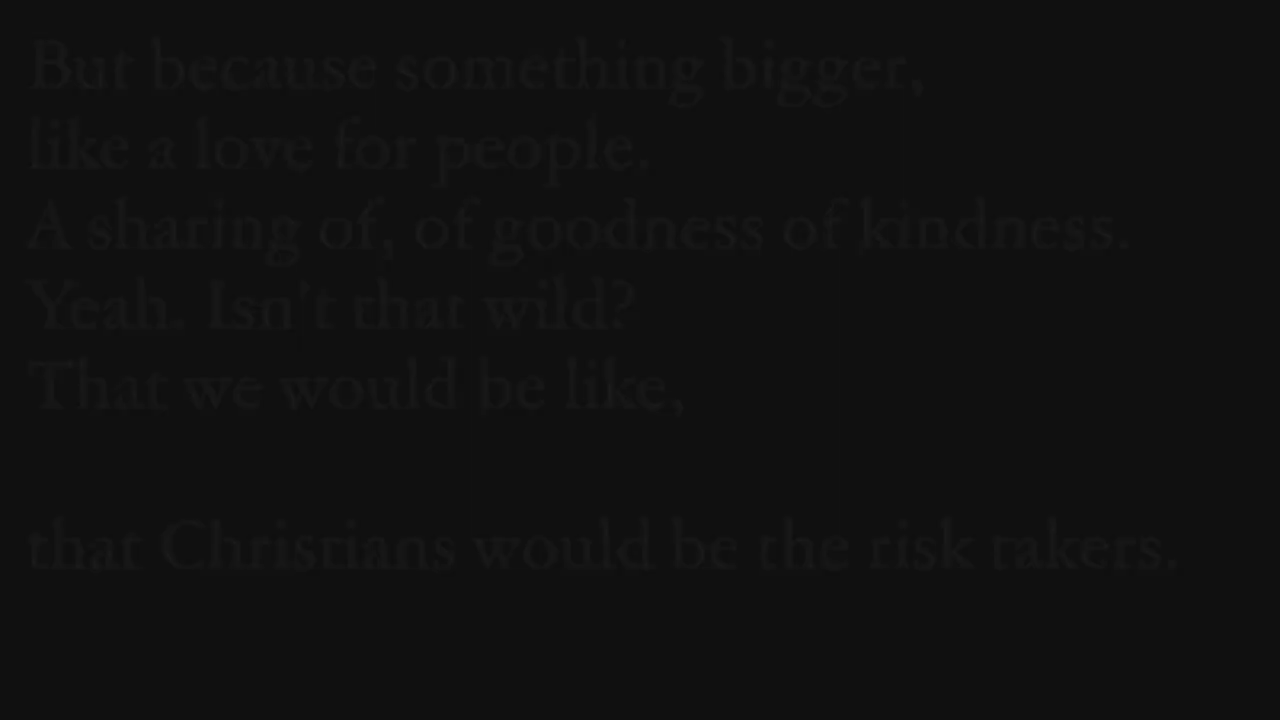 But because something bigger,
like a love for people.
A sharing of, of goodness of kindness.
Yeah. Isn't that wild?
That we would be like,
that Christians would be the risk takers.